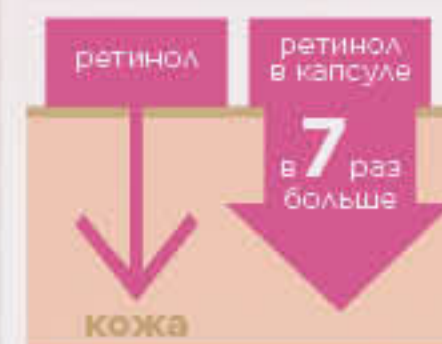 ретинол
ретинол
в капсуле
в 7 раз
больше
кожа